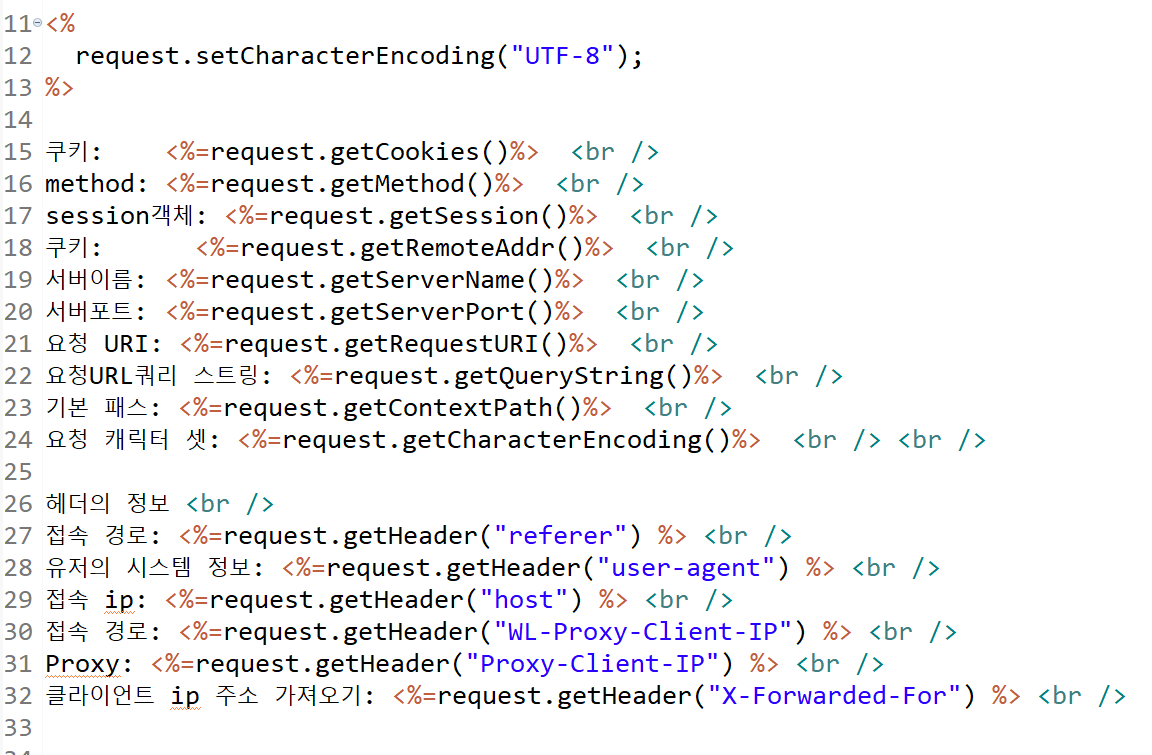 11 <%
12   request.setCharacterEncoding("UTF-8");
13 %>
14
15 쿠키:    <%=request.getCookies()%>  <br />
16 method: <%=request.getMethod()%>  <br />
17 session객체: <%=request.getSession()%>  <br />
18 쿠키:      <%=request.getRemoteAddr()%>  <br />
19 서버이름: <%=request.getServerName()%>  <br />
20 서버포트: <%=request.getServerPort()%>  <br />
21 요청 URI: <%=request.getRequestURI()%>  <br />
22 요청URL쿼리 스트링: <%=request.getQueryString()%>  <br />
23 기본 패스: <%=request.getContextPath()%>  <br />
24 요청 캐릭터 셋: <%=request.getCharacterEncoding()%>  <br /> <br />
25
26 헤더의 정보 <br />
27 접속 경로: <%=request.getHeader("referer") %> <br />
28 유저의 시스템 정보: <%=request.getHeader("user-agent") %> <br />
29 접속 ip: <%=request.getHeader("host") %> <br />
30 접속 경로: <%=request.getHeader("WL-Proxy-Client-IP") %> <br />
31 Proxy: <%=request.getHeader("Proxy-Client-IP") %> <br />
32 클라이언트 ip 주소 가져오기: <%=request.getHeader("X-Forwarded-For") %> <br />
33